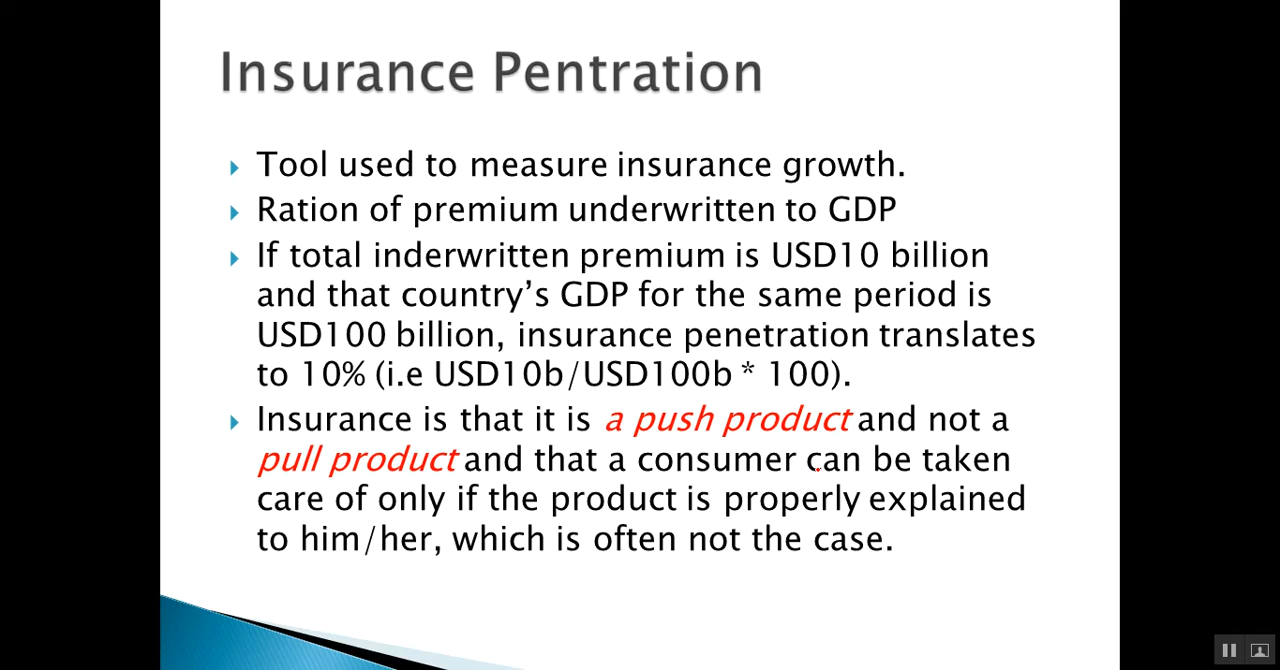 Insurance Pentration
Tool used to measure insurance growth.
Ration of premium underwritten to GDP
If total inderwritten premium is USD10 billion
and that country’s GDP for the same period is
USD100 billion, insurance penetration translates
to 10% (i.e USD10b/USD100b * 100).
Insurance is that it is a push product and not a
pull product and that a consumer can be taken
care of only if the product is properly explained
to him/her, which is often not the case.